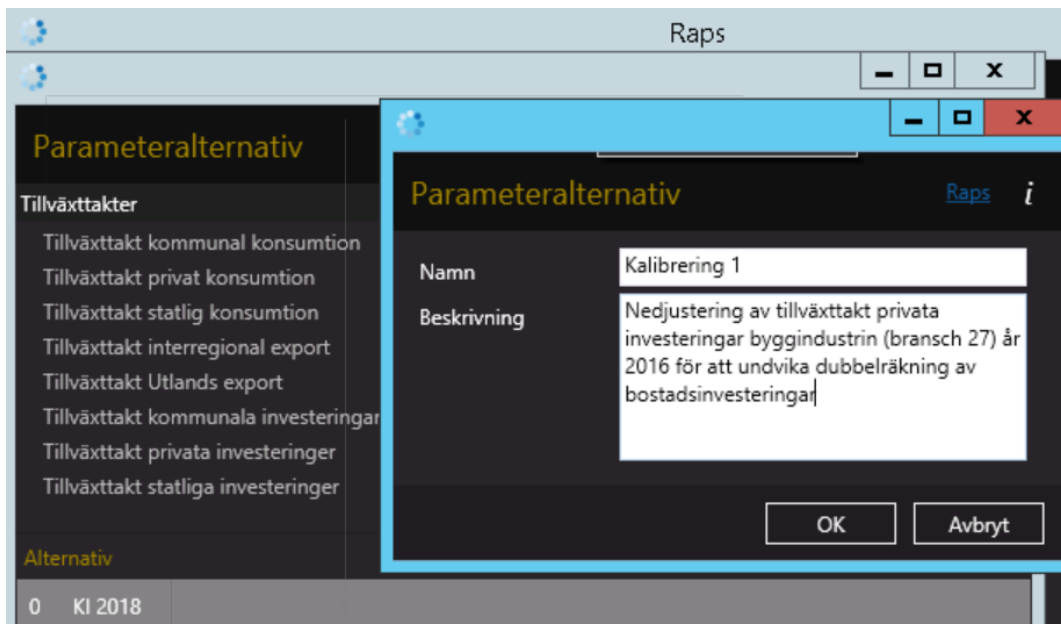 Raps
Parameteralternativ
Tillväxttakter
Tillväxttakt kommunal konsumtion
Tillväxttakt privat konsumtion
Tillväxttakt statlig konsumtion
Tillväxttakt interregional export
Tillväxttakt Utlands export
Tillväxttakt kommunala investeringar
Tillväxttakt privata investeringer
Tillväxttakt statliga investeringer
Alternativ
0 KI 2018
Parameteralternativ Raps i
Namn Kalibrering 1
Beskrivning Nedjustering av tillväxttakt privata
investeringar byggindustrin (bransch 27) år
2016 för att undvika dubbelräkning av
bostadsinvesteringar
OK Avbryt